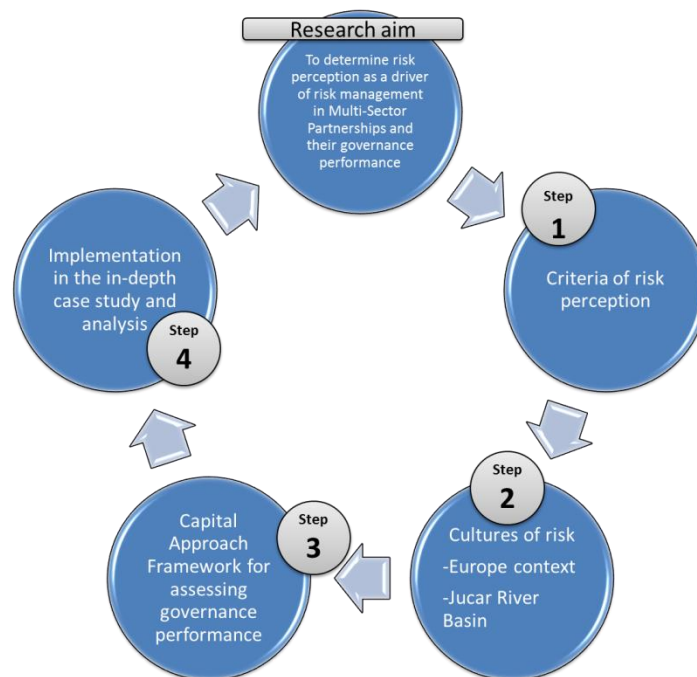 Research aim
To determine risk
perception as a driver
of risk management
in Multi-Sector
Partnerships and
their governance
performance
Step
1
Criteria of risk
perception
Step
2
Cultures of risk
-Europe context
-Jucar River
Basin
Step
3
Capital
Approach
Framework for
assessing
governance
performance
Implementation
in the in-depth
case study and
analysis
Step
4